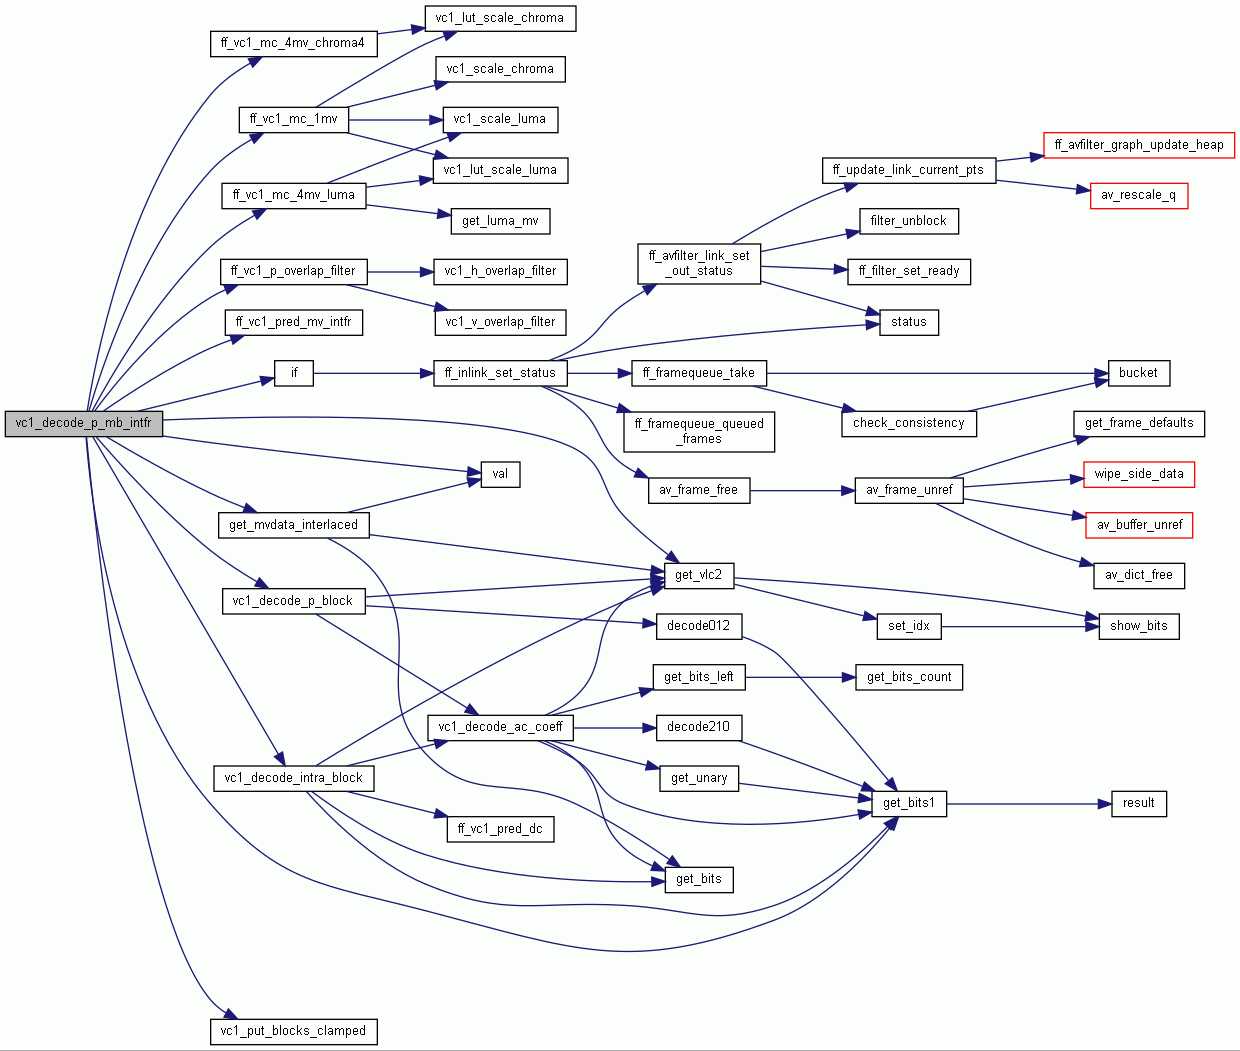 vc1_lut_scale_chroma
ff_vc1_mc_4mv_chroma4
vc1_scale_chroma
ff_vc1_mc_1mv
vc1_scale_luma
ff_avfilter_graph_update_heap
vc1_lut_scale_luma
ff_update_link_current_pts
ff_vc1_mc_4mv_luma
av_rescale_q
get_luma_mv
filter_unblock
ff_avfilter_link_set
_out_status
ff_vc1_p_overlap_filter
vc1_h_overlap_filter
ff_filter_set_ready
ff_vc1_pred_mv_intfr
vc1_v_overlap_filter
status
if
ff_inlink_set_status
ff_framequeue_take
bucket
vc1_decode_p_mb_intfr
ff_framequeue_queued
_frames
check_consistency
get_frame_defaults
val
wipe_side_data
av_frame_free
av_frame_unref
get_mvdata_interlaced
av_buffer_unref
get_vlc2
av_dict_free
vc1_decode_p_block
decode012
set_idx
show_bits
get_bits_left
get_bits_count
vc1_decode_ac_coeff
decode210
vc1_decode_intra_block
get_unary
get_bits1
result
ff_vc1_pred_dc
get_bits
vc1_put_blocks_clamped